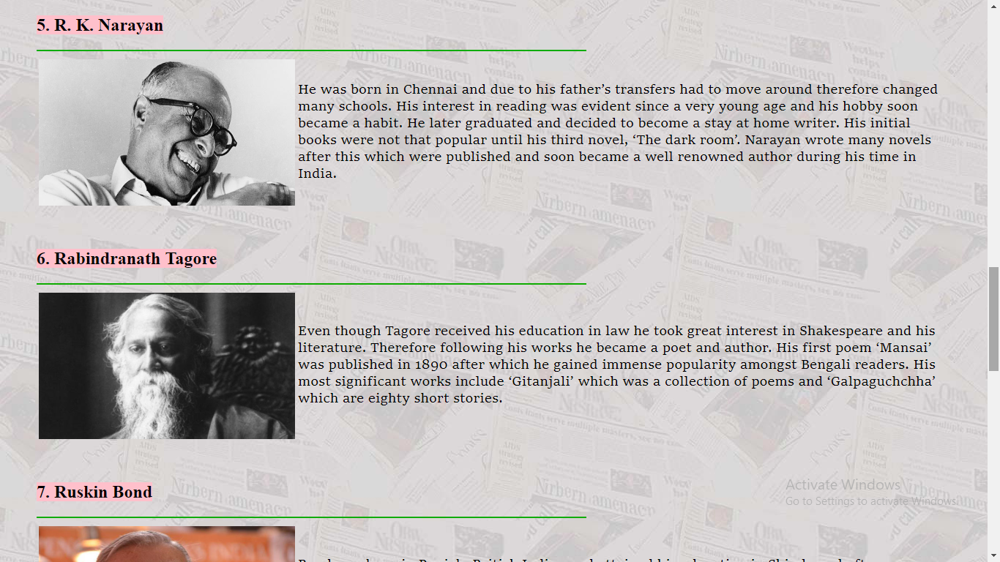 5. R. K. Narayan
He was born in Chennai and due to his father’s transfers had to move around therefore changed
many schools. His interest in reading was evident since a very young age and his hobby soon
became a habit. He later graduated and decided to become a stay at home writer. His initial
books were not that popular until his third novel, ‘The dark room’. Narayan wrote many novels
after this which were published and soon became a well renowned author during his time in
India.
6. Rabindranath Tagore
Even though Tagore received his education in law he took great interest in Shakespeare and his
literature. Therefore following his works he became a poet and author. His first poem ‘Mansai’
was published in 1890 after which he gained immense popularity amongst Bengali readers. His
most significant works include ‘Gitanjali’ which was a collection of poems and ‘Galpaguchchha’
which are eighty short stories.
7. Ruskin Bond
Activate Windows
Go to Settings to activate Windows.